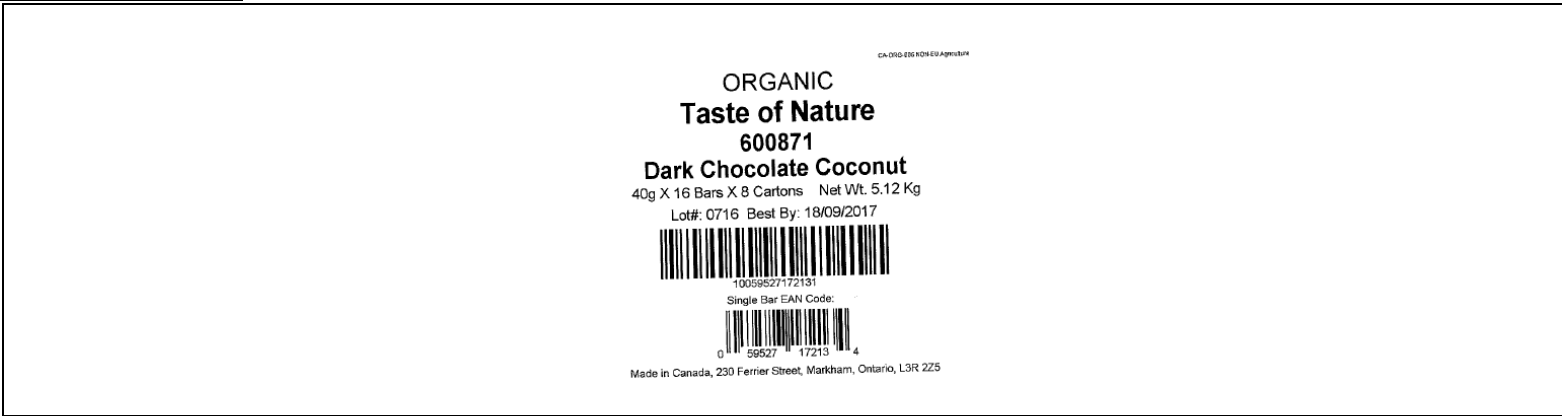 CA-ORG-006 NON-EU Agriculture
ORGANIC
Taste of Nature
600871
Dark Chocolate Coconut
40g X 16 Bars X 8 Cartons Net Wt. 5.12 Kg
Lot#: 0716 Best By: 18/09/2017
10059527172131
Single Bar EAN Code:
0 59527 17213 4
Made in Canada, 230 Ferrier Street, Markham, Ontario, L3R 2Z5